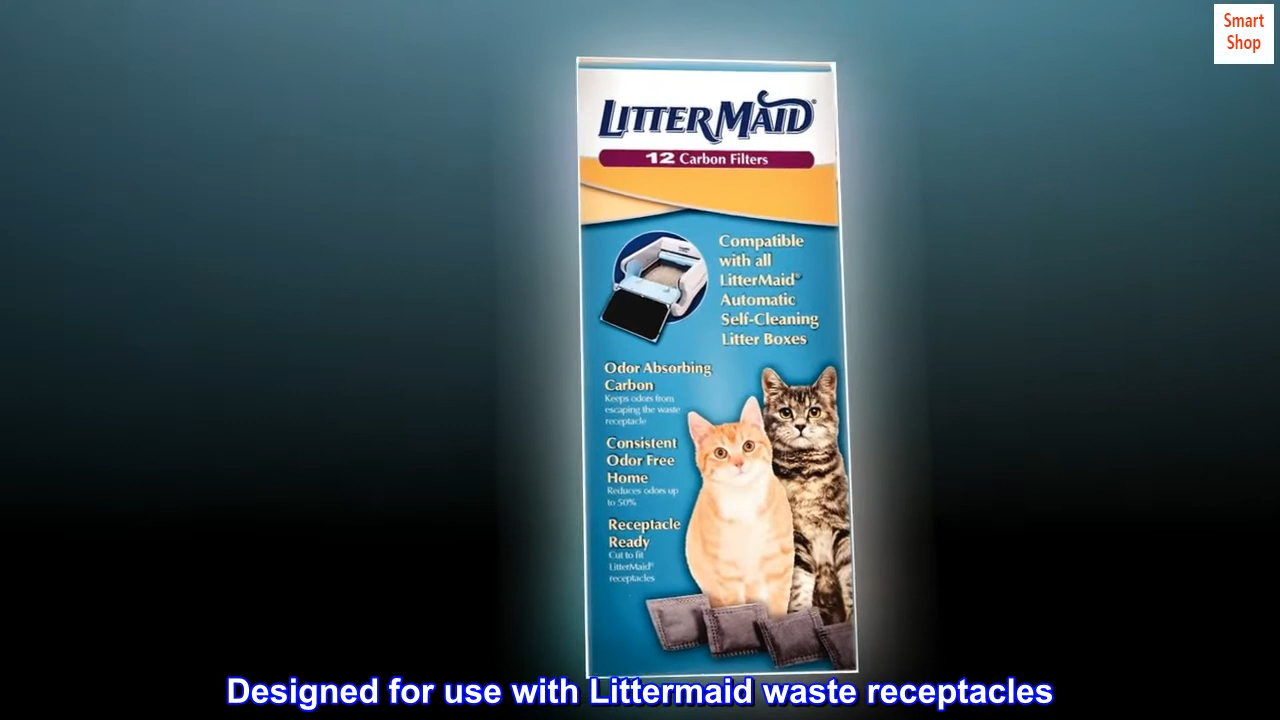 Smart
Shop
LITTERMAID®
12 Carbon Filters
Compatible
with all
LitterMaid®
Automatic
Self-Cleaning
Litter Boxes
Odor Absorbing
Carbon
Keeps odors from
escaping the waste
receptacle
Consistent
Odor Free
Home
Reduces odors up
to 50%
Receptacle
Ready
Cut to fit
LitterMaid®
receptacles
Designed for use with Littermaid waste receptacles